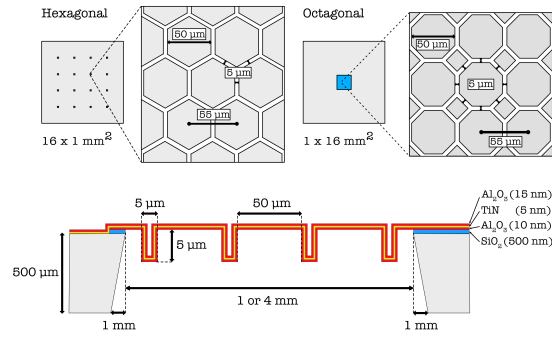 Hexagonal
50 µm
5 µm
55 µm
16 x 1 mm²
Octagonal
50 µm
5 µm
55 µm
1 x 16 mm²
5 µm
50 µm
5 µm
500 µm
1 or 4 mm
1 mm
1 mm
Al₂O₃ (15 nm)
TiN (5 nm)
Al₂O₃ (10 nm)
SiO₂ (500 nm)